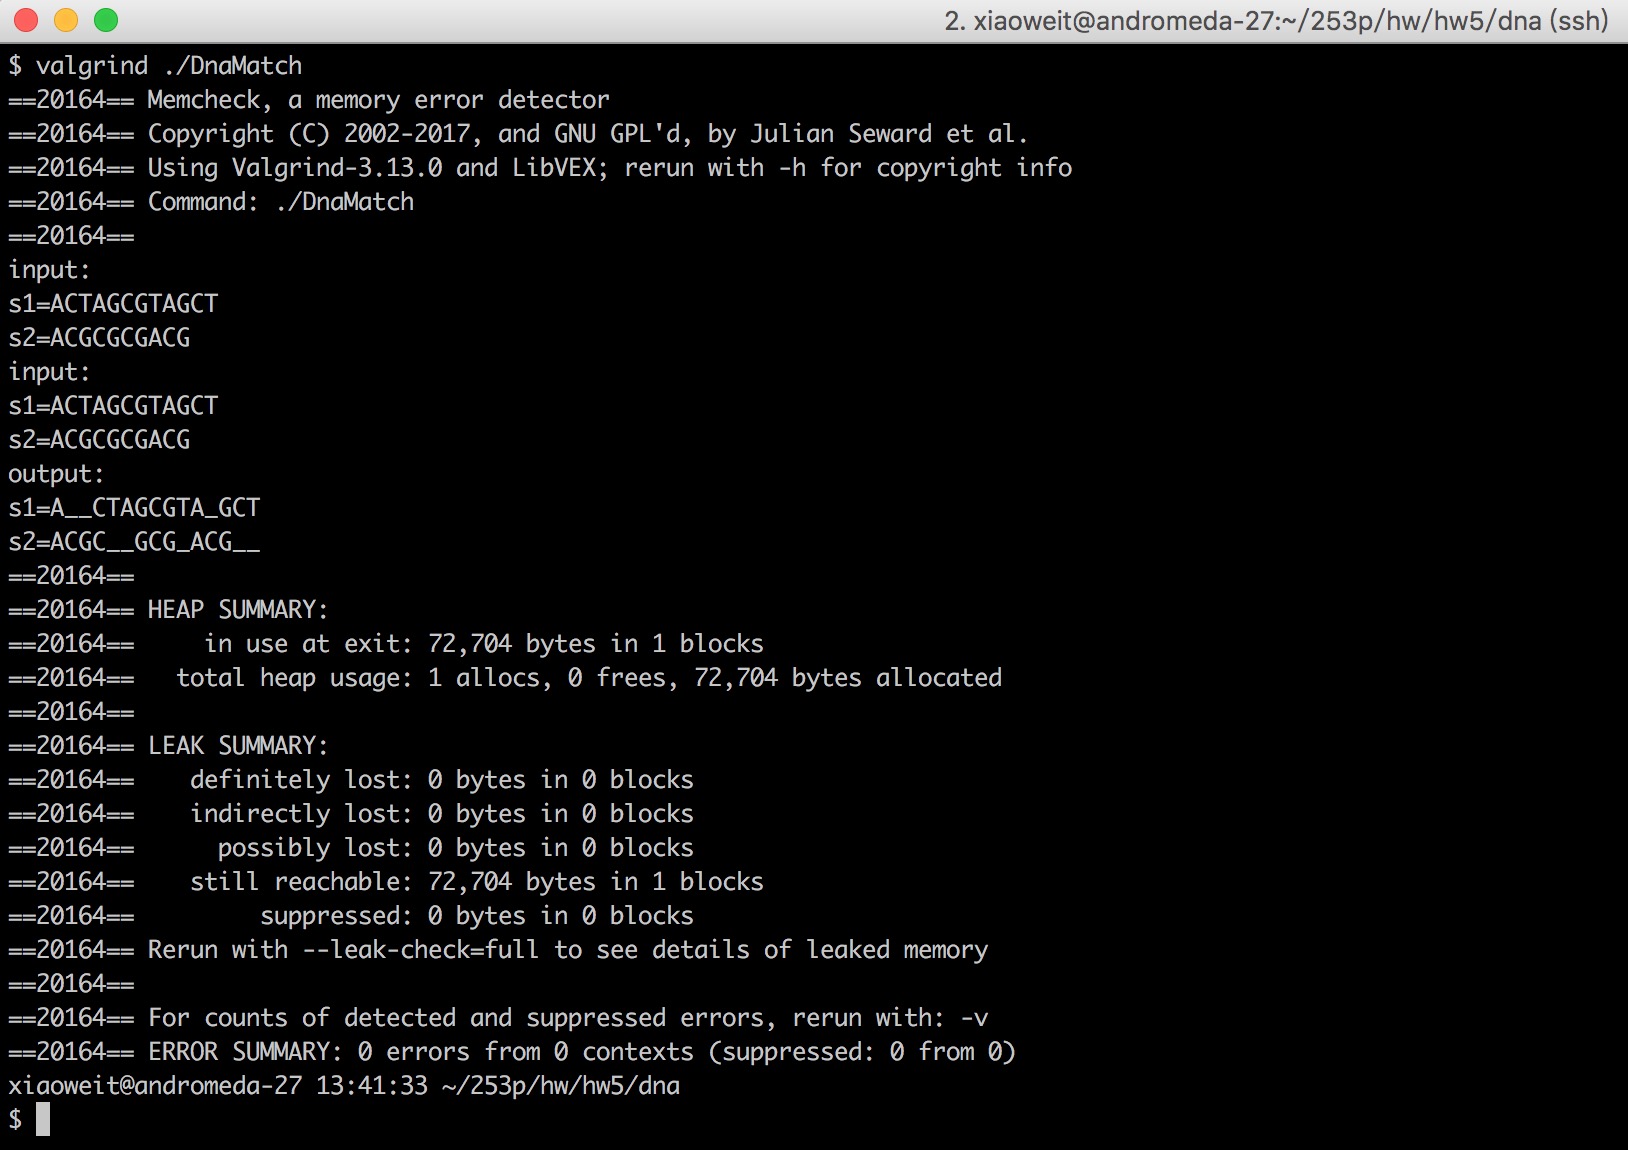 2. xiaoweit@andromeda-27:~/253p/hw/hw5/dna (ssh)
$ valgrind ./DnaMatch
==20164== Memcheck, a memory error detector
==20164== Copyright (C) 2002-2017, and GNU GPL'd, by Julian Seward et al.
==20164== Using Valgrind-3.13.0 and LibVEX; rerun with -h for copyright info
==20164== Command: ./DnaMatch
==20164==
input:
s1=ACTAGCGTAGCT
s2=ACGCGCGACG
input:
s1=ACTAGCGTAGCT
s2=ACGCGCGACG
output:
s1=A__CTAGCGTA_GCT
s2=ACGC__GCG_ACG__
==20164==
==20164== HEAP SUMMARY:
==20164==     in use at exit: 72,704 bytes in 1 blocks
==20164==   total heap usage: 1 allocs, 0 frees, 72,704 bytes allocated
==20164==
==20164== LEAK SUMMARY:
==20164==    definitely lost: 0 bytes in 0 blocks
==20164==    indirectly lost: 0 bytes in 0 blocks
==20164==      possibly lost: 0 bytes in 0 blocks
==20164==    still reachable: 72,704 bytes in 1 blocks
==20164==         suppressed: 0 bytes in 0 blocks
==20164== Rerun with --leak-check=full to see details of leaked memory
==20164==
==20164== For counts of detected and suppressed errors, rerun with: -v
==20164== ERROR SUMMARY: 0 errors from 0 contexts (suppressed: 0 from 0)
xiaoweit@andromeda-27 13:41:33 ~/253p/hw/hw5/dna
$